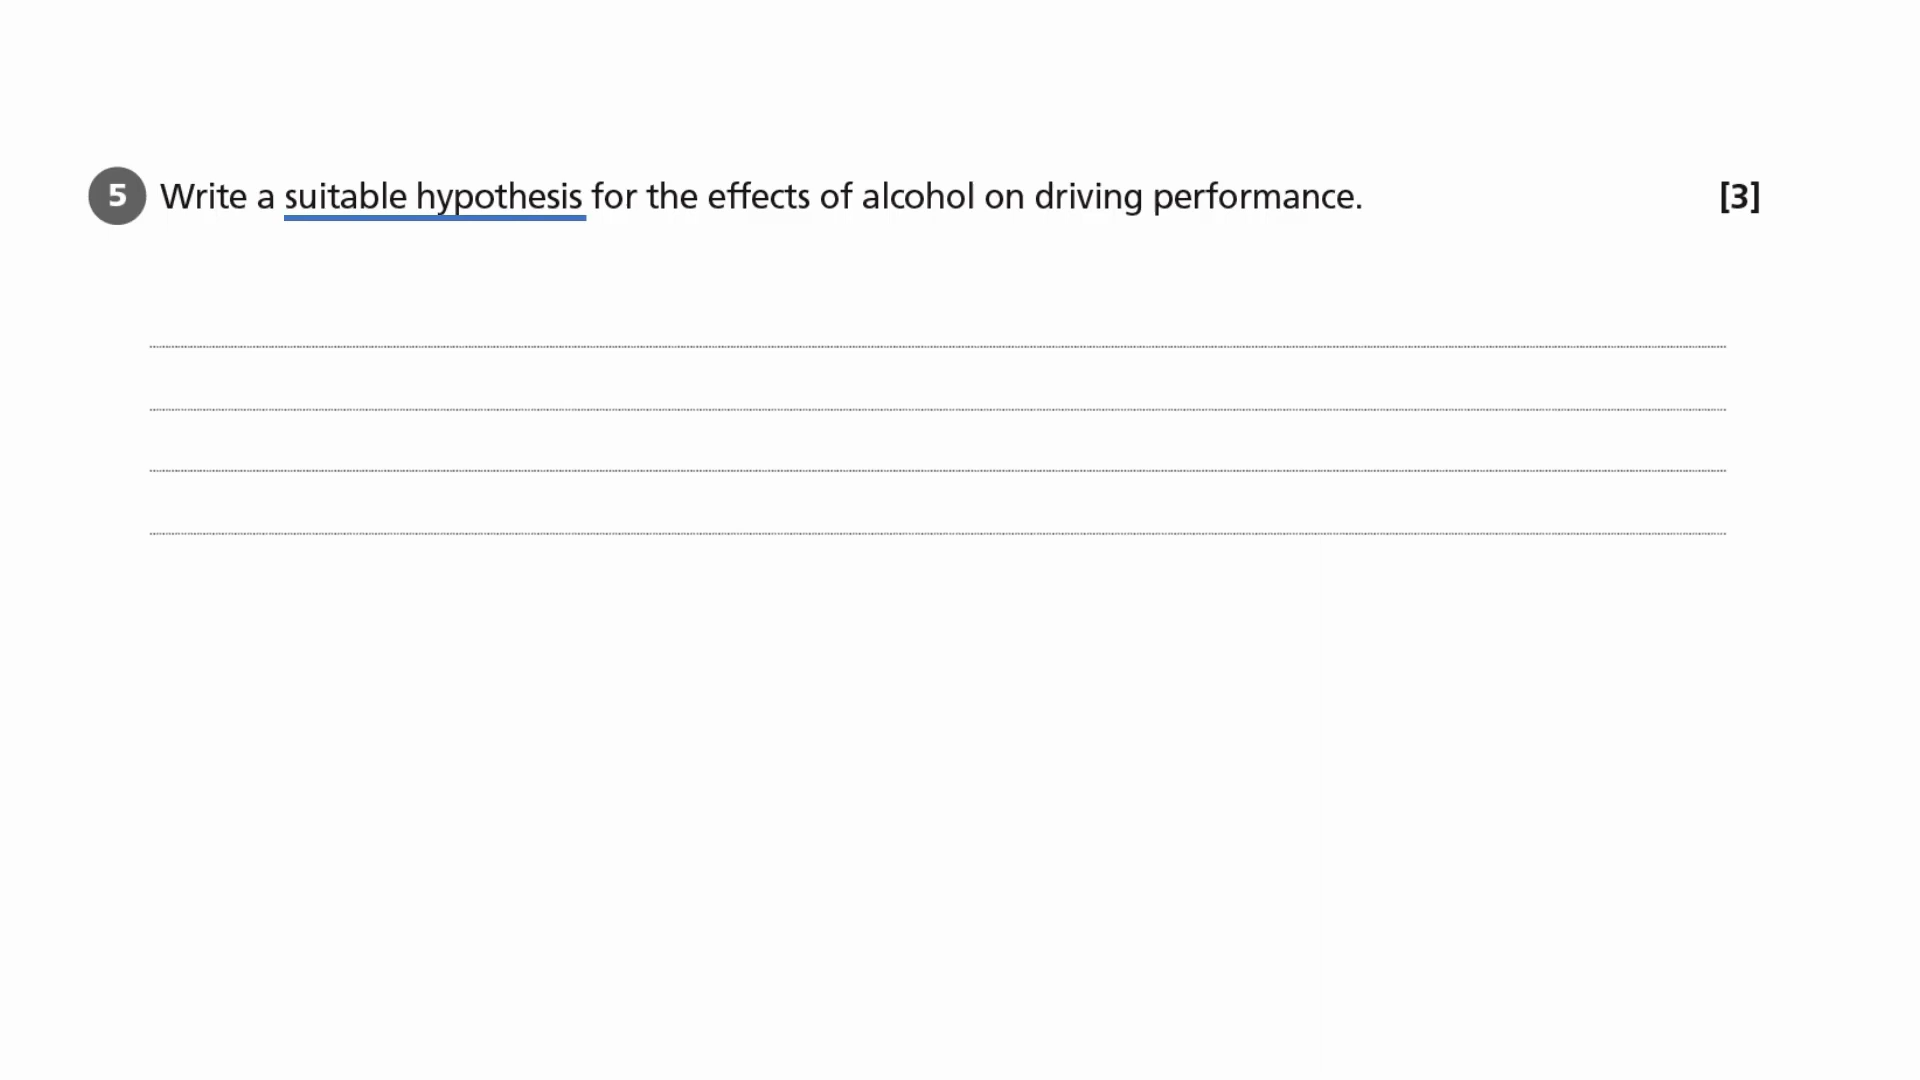 5 Write a suitable hypothesis for the effects of alcohol on driving performance. [3]